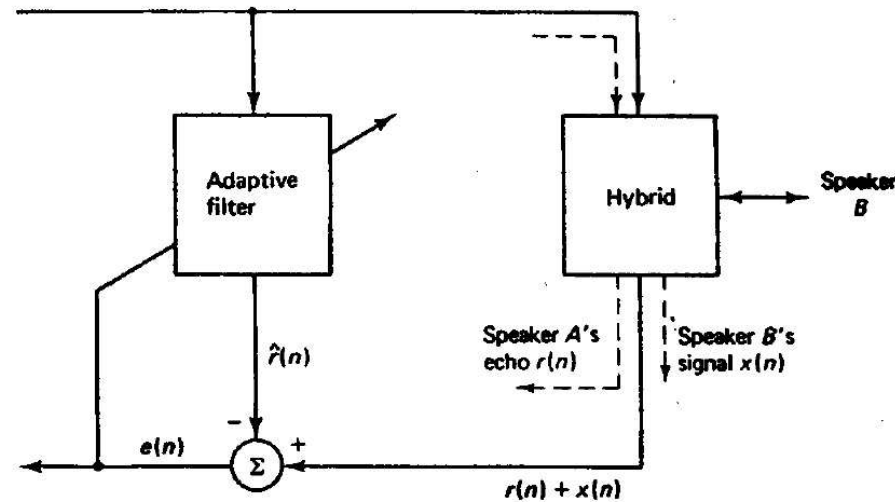 Adaptive
filter
Hybrid
Speaker
B
Speaker A's
echo r(n)
Speaker B's
signal x(n)
r̂(n)
−
e(n)
Σ
+
r(n) + x(n)